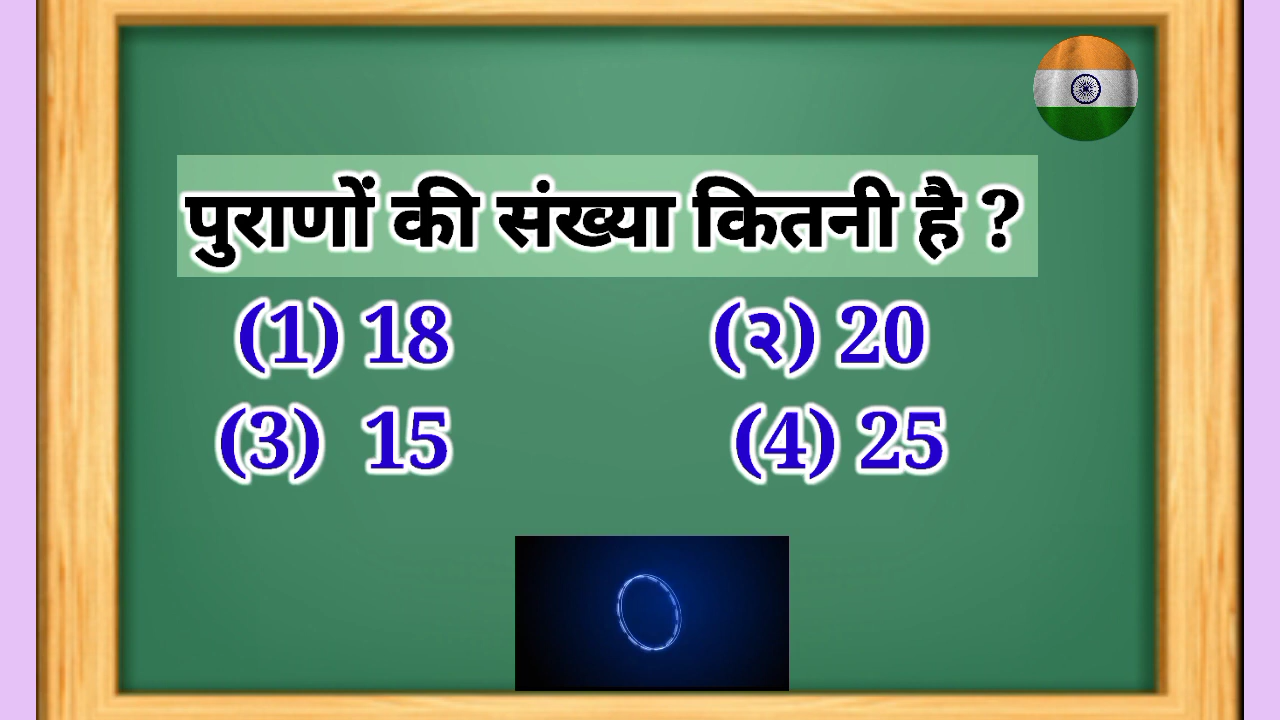 पुराणों की संख्या कितनी है ?
(1) 18 (२) 20
(3) 15 (4) 25